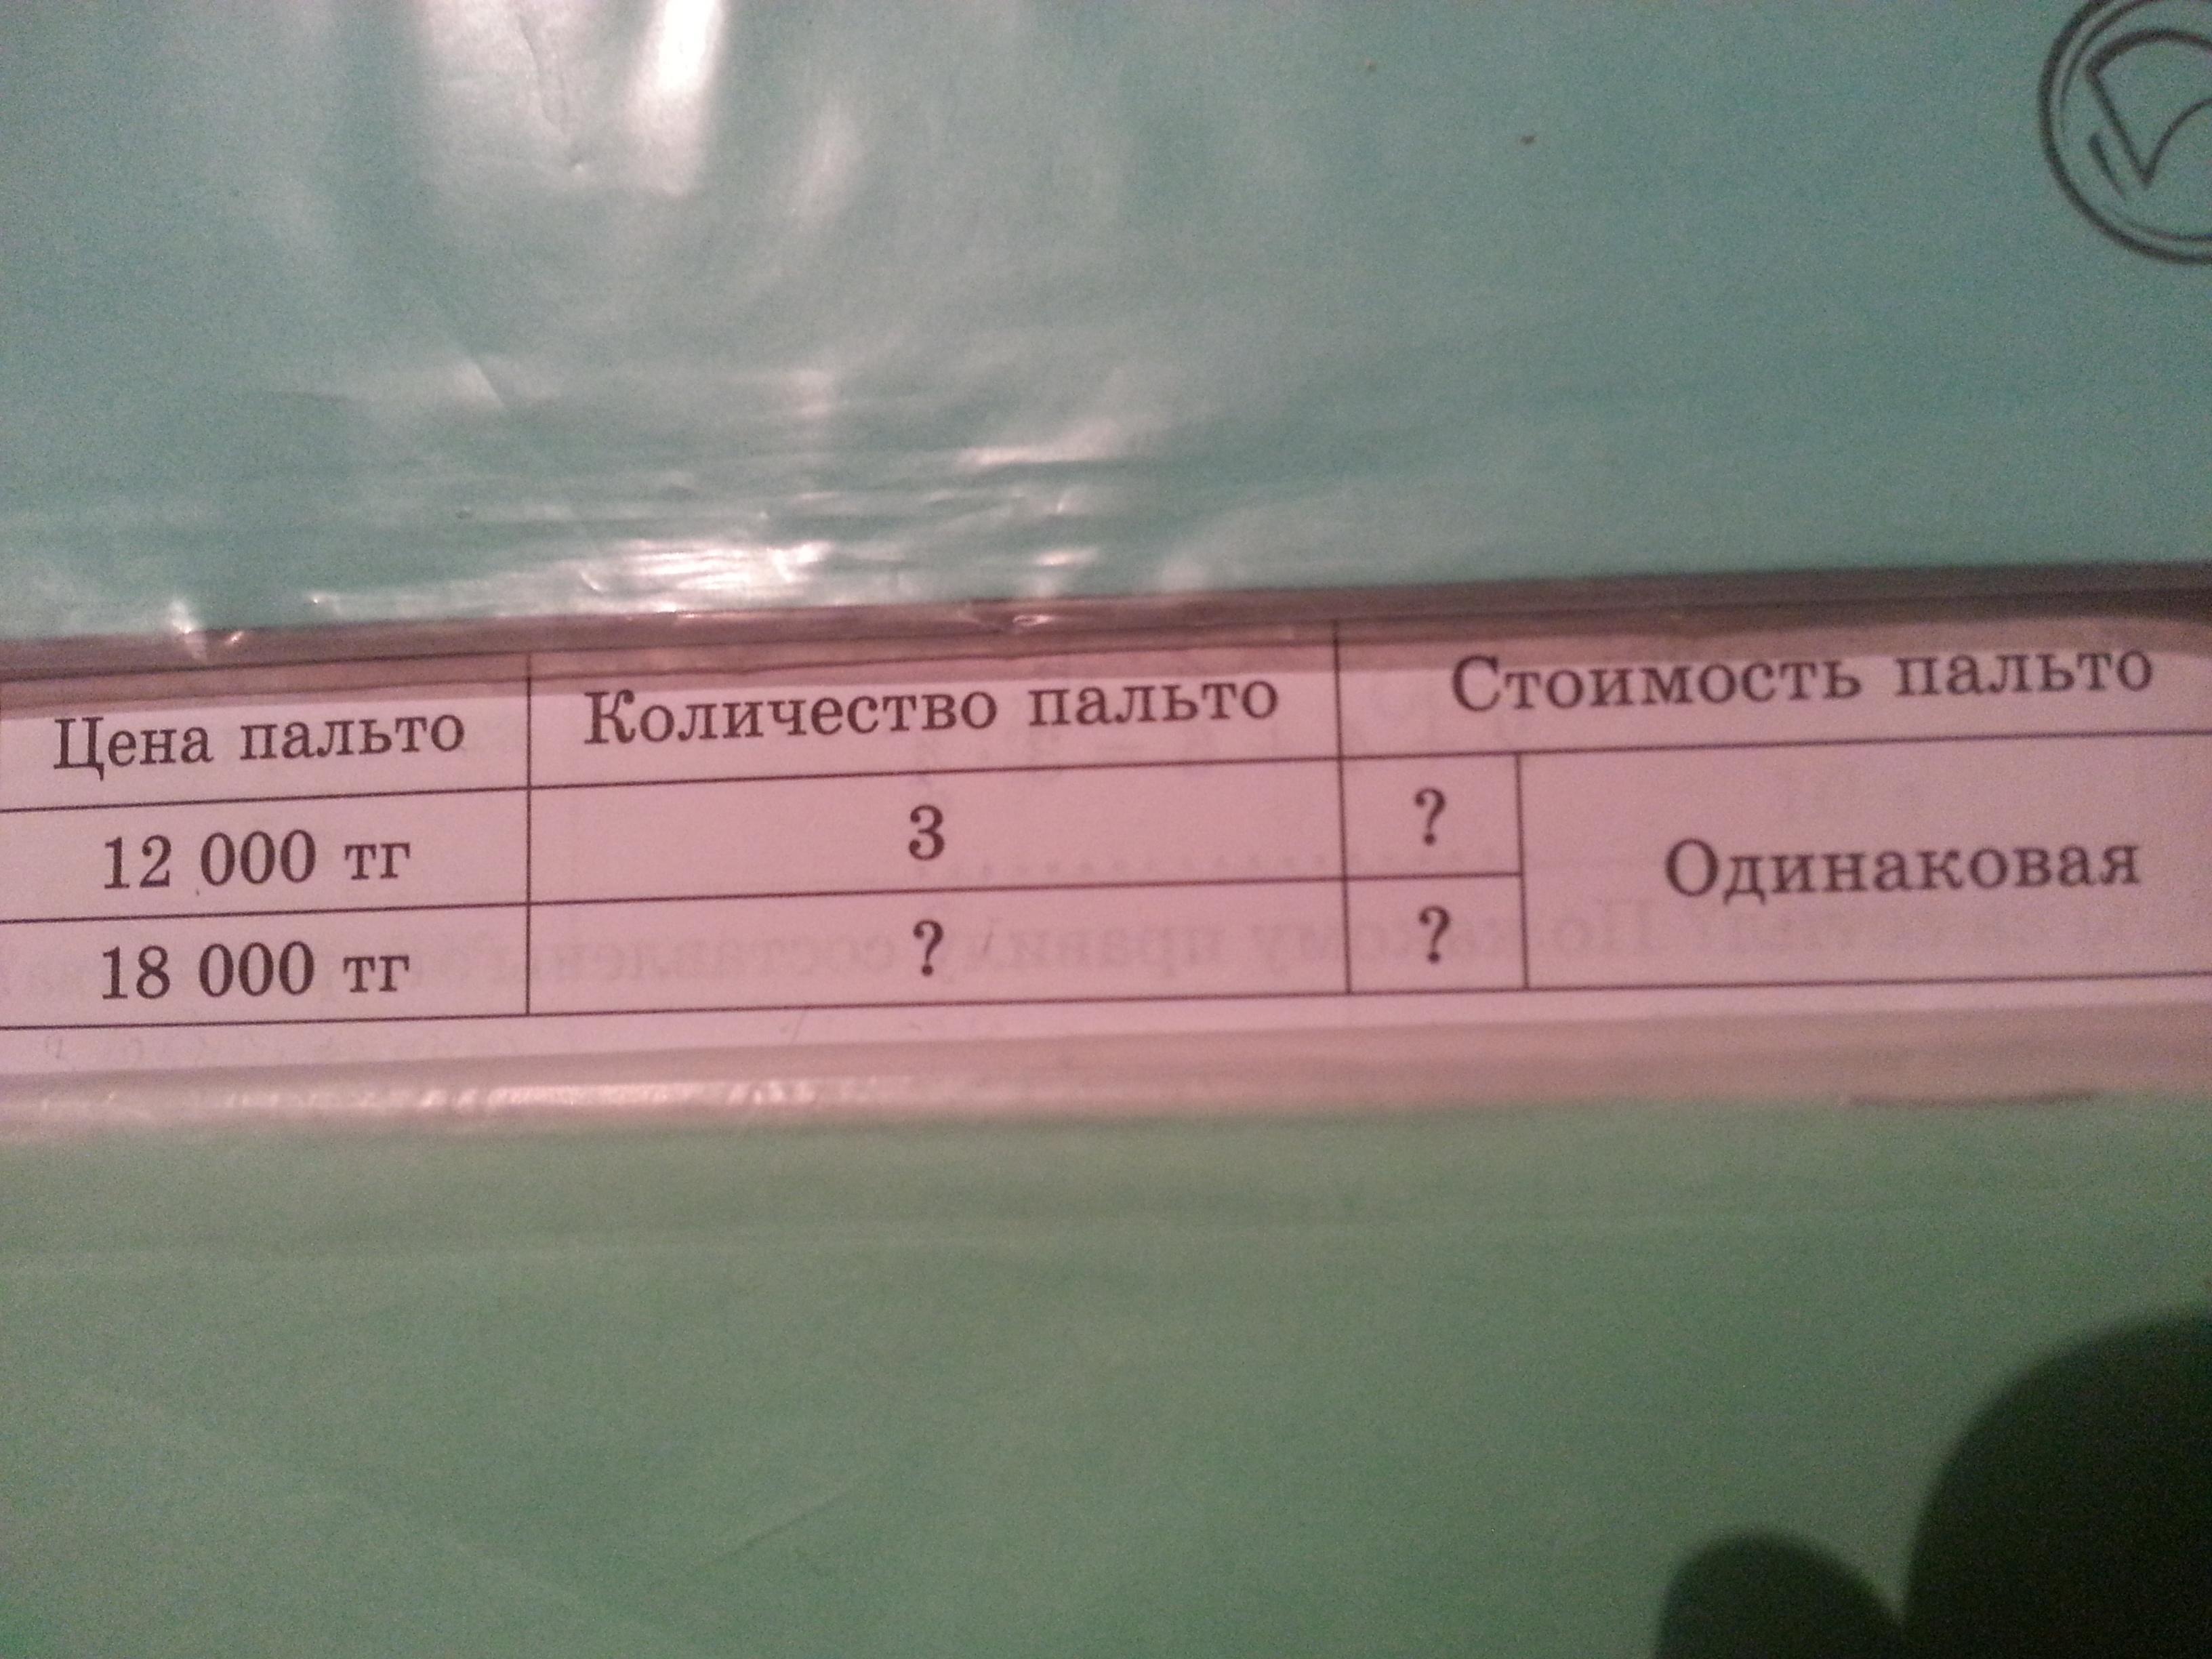 Цена пальто Количество пальто Стоимость пальто
12 000 тг 3 ? Одинаковая
18 000 тг ? ?